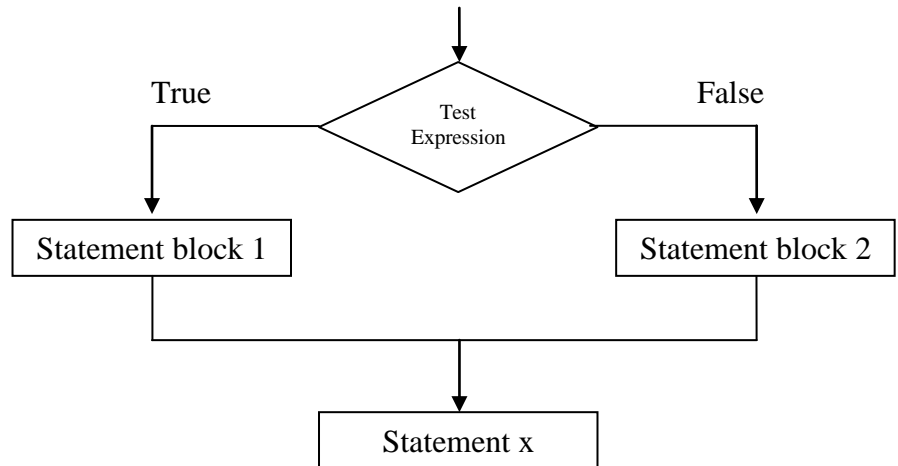 True
False
Test
Expression
Statement block 1
Statement block 2
Statement x